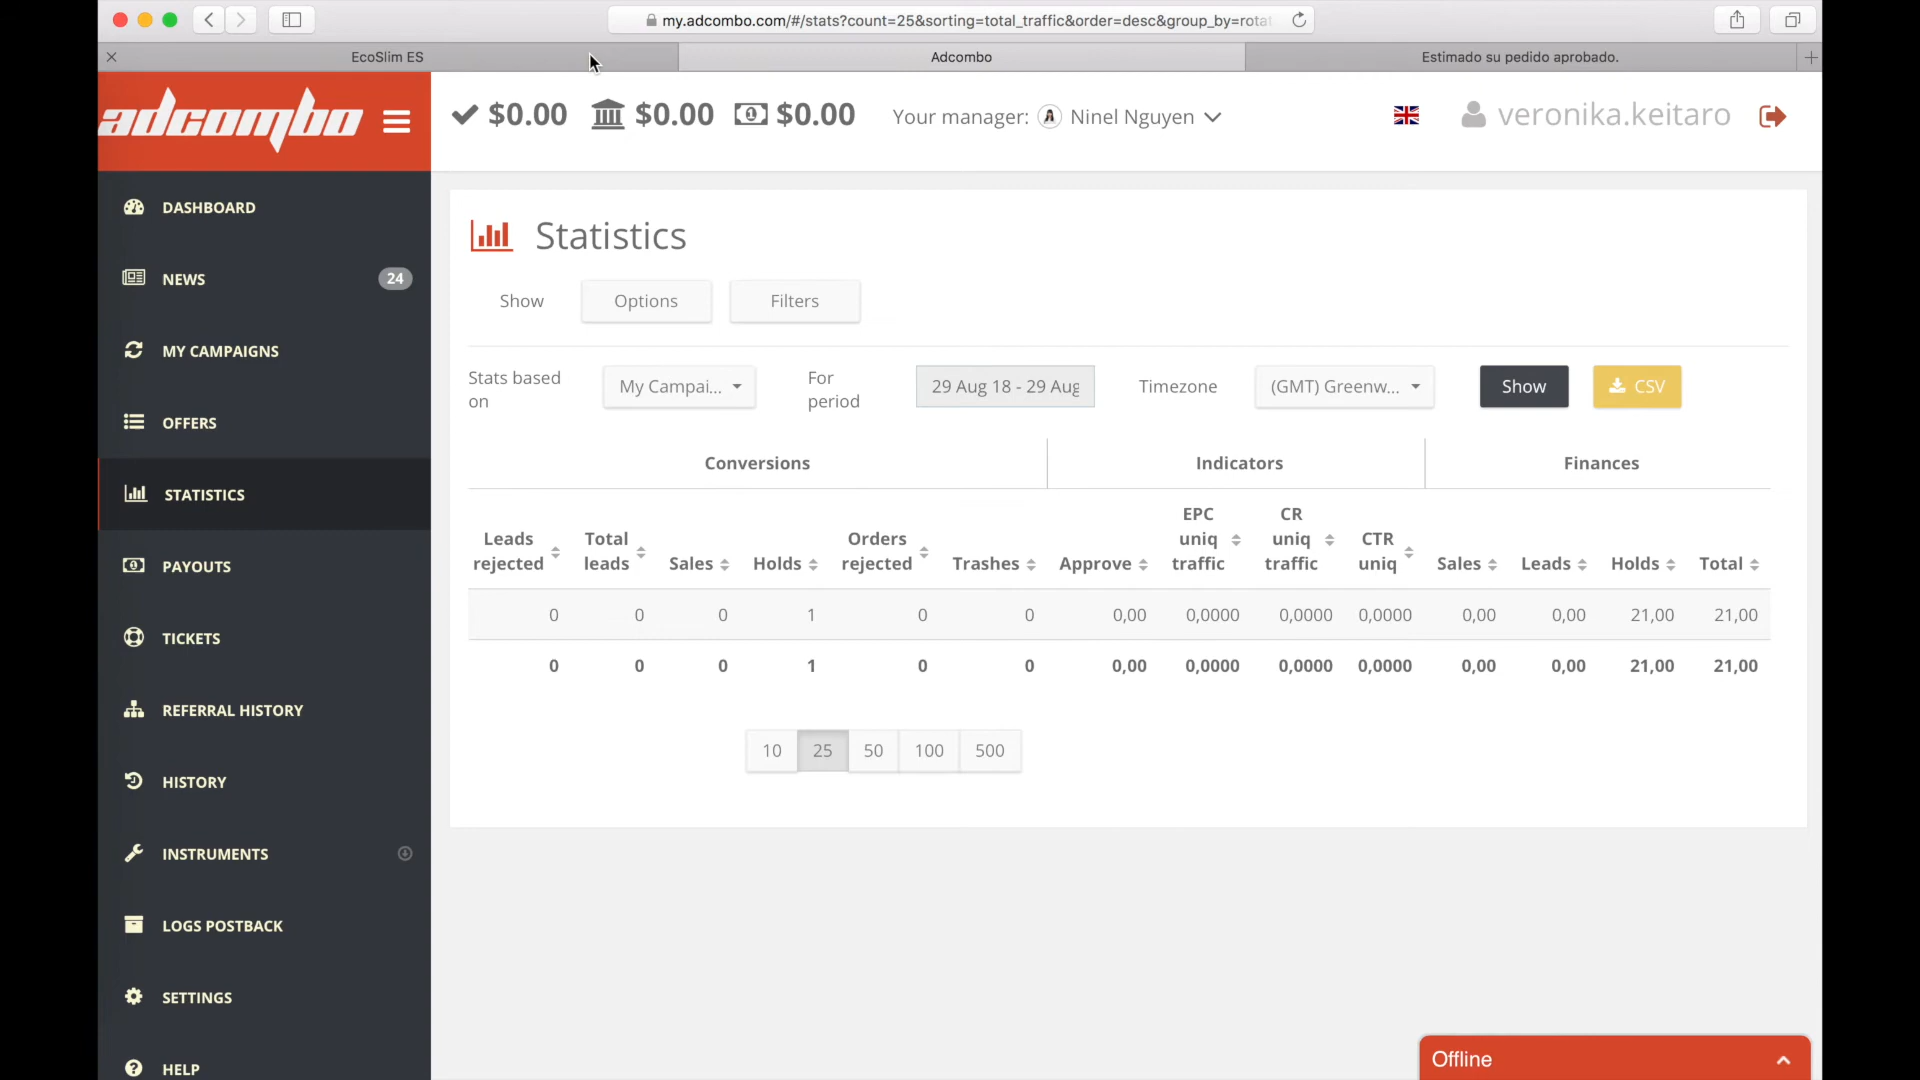 my.adcombo.com/#/stats?count=25&sorting=total_traffic&order=desc&group_by=rota
EcoSlim ES
Adcombo
Estimado su pedido aprobado.
adcombo
$0.00 $0.00 $0.00 Your manager: Ninel Nguyen veronika.keitaro
DASHBOARD
NEWS 24
MY CAMPAIGNS
OFFERS
STATISTICS
PAYOUTS
TICKETS
REFERRAL HISTORY
HISTORY
INSTRUMENTS
LOGS POSTBACK
SETTINGS
HELP
Statistics
Show Options Filters
Stats based
on
My Campai...
For
period
29 Aug 18 - 29 Aug
Timezone
(GMT) Greenw...
Show
CSV
Conversions Indicators Finances
Leads
rejected
Total
leads
Sales
Holds
Orders
rejected
Trashes
Approve
EPC
uniq
traffic
CR
uniq
traffic
CTR
uniq
Sales
Leads
Holds
Total
0 0 0 1 0 0 0,00 0,0000 0,0000 0,0000 0,00 0,00 21,00 21,00
0 0 0 1 0 0 0,00 0,0000 0,0000 0,0000 0,00 0,00 21,00 21,00
10 25 50 100 500
Offline